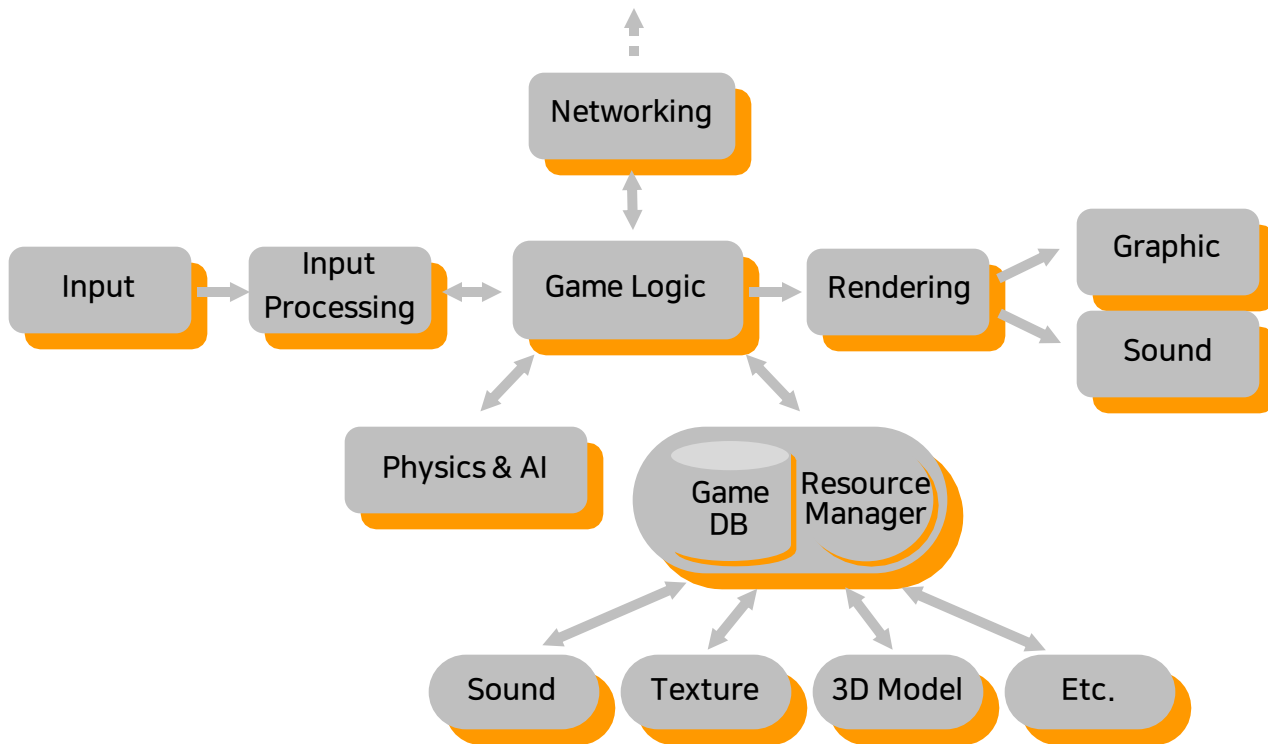 Networking
Input
Input
Processing
Game Logic
Rendering
Graphic
Sound
Physics & AI
Game
DB
Resource
Manager
Sound
Texture
3D Model
Etc.